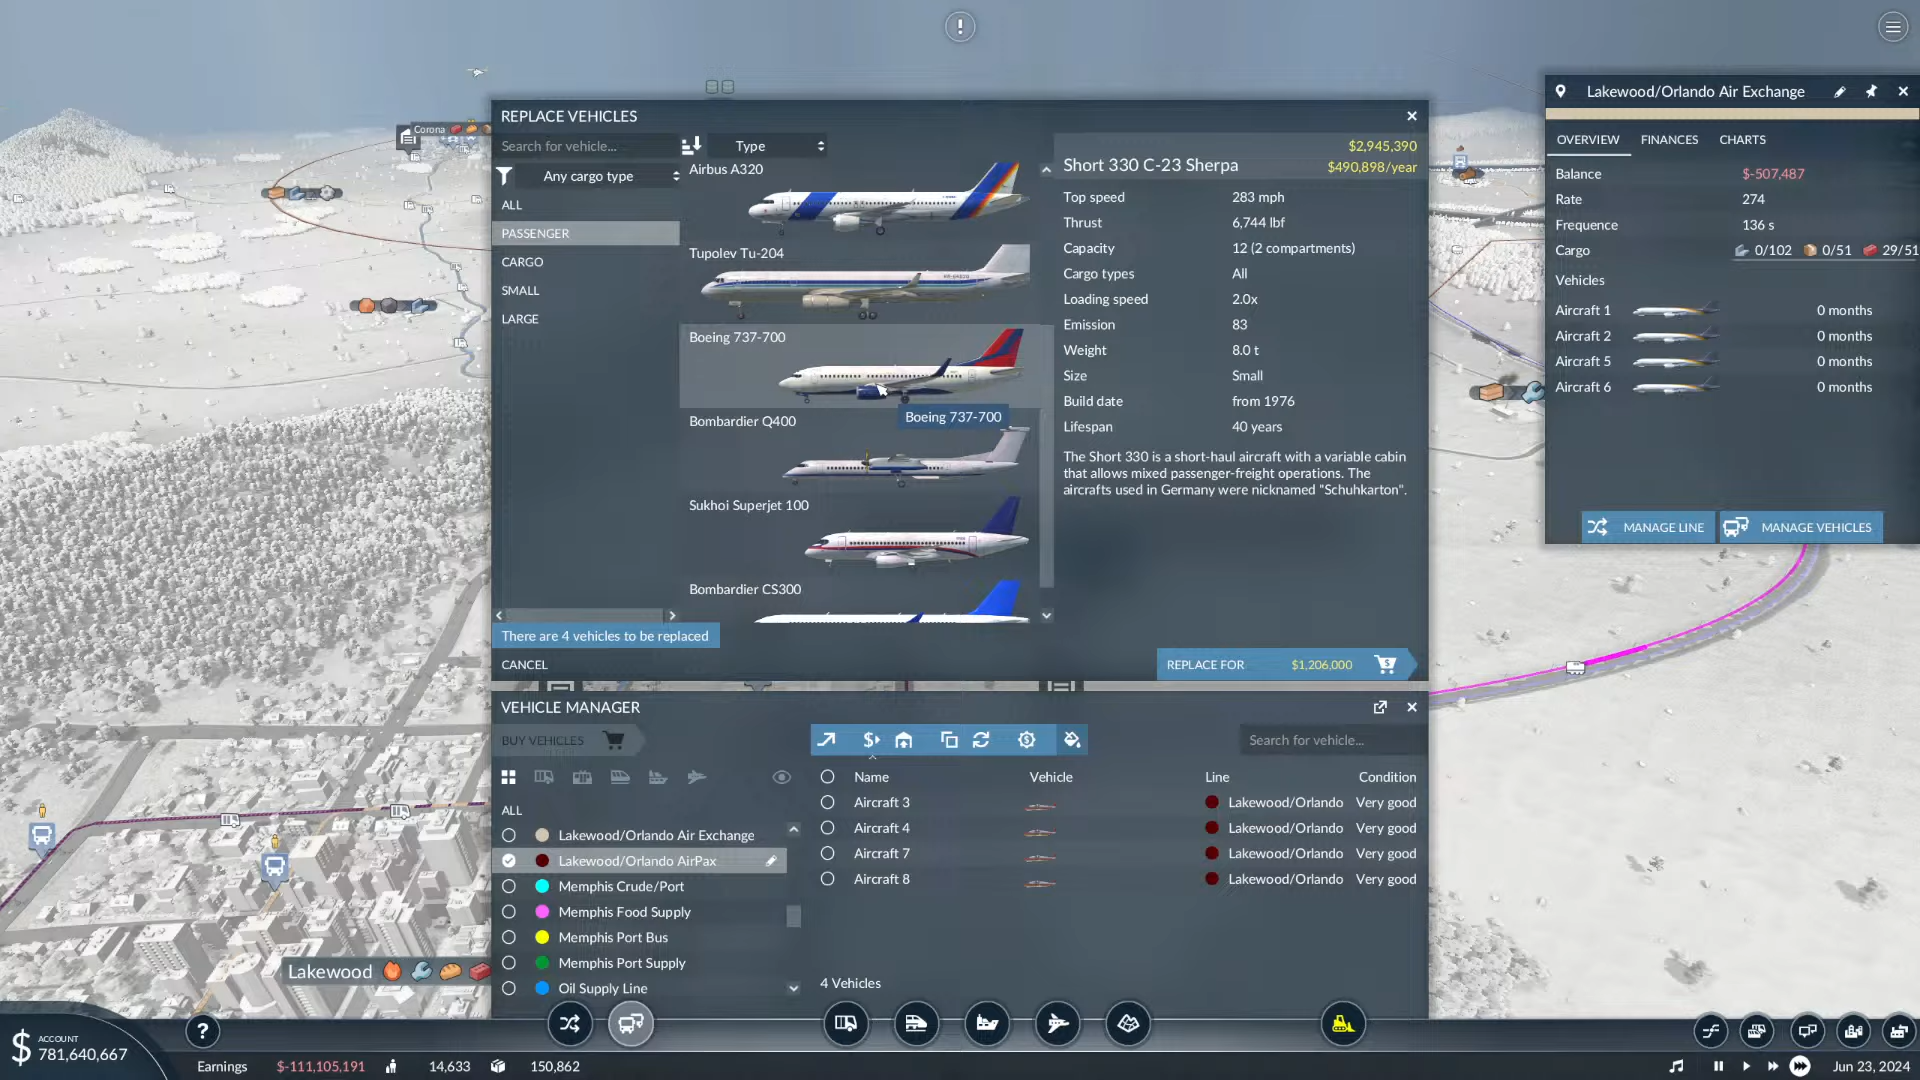 Corona
REPLACE VEHICLES
Search for vehicle...
Type
Any cargo type
ALL
PASSENGER
CARGO
SMALL
LARGE
Airbus A320
Tupolev Tu-204
Boeing 737-700
Boeing 737-700
Bombardier Q400
Sukhoi Superjet 100
Bombardier CS300
$2,945,390
Short 330 C-23 Sherpa
$490,898/year
Top speed 283 mph
Thrust 6,744 lbf
Capacity 12 (2 compartments)
Cargo types All
Loading speed 2.0x
Emission 83
Weight 8.0 t
Size Small
Build date from 1976
Lifespan 40 years
The Short 330 is a short-haul aircraft with a variable cabin
that allows mixed passenger-freight operations. The
aircrafts used in Germany were nicknamed "Schuhkarton".
There are 4 vehicles to be replaced
CANCEL
REPLACE FOR $1,206,000
Lakewood/Orlando Air Exchange
OVERVIEW FINANCES CHARTS
Balance $-507,487
Rate 274
Frequence 136 s
Cargo 0/102 0/51 29/51
Vehicles
Aircraft 1 0 months
Aircraft 2 0 months
Aircraft 5 0 months
Aircraft 6 0 months
MANAGE LINE
MANAGE VEHICLES
VEHICLE MANAGER
BUY VEHICLES
Search for vehicle...
ALL
Lakewood/Orlando Air Exchange
Lakewood/Orlando AirPax
Memphis Crude/Port
Memphis Food Supply
Memphis Port Bus
Memphis Port Supply
Oil Supply Line
Name Vehicle Line Condition
Aircraft 3 Lakewood/Orlando Very good
Aircraft 4 Lakewood/Orlando Very good
Aircraft 7 Lakewood/Orlando Very good
Aircraft 8 Lakewood/Orlando Very good
4 Vehicles
Lakewood
ACCOUNT
$ 781,640,667
Earnings $-111,105,191 14,633 150,862
Jun 23, 2024